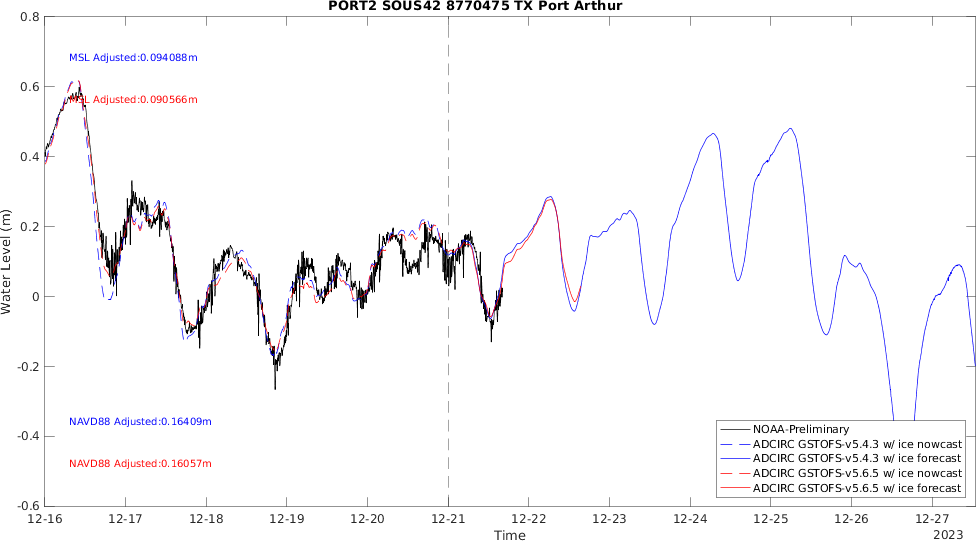 PORT2 SOUS42 8770475 TX Port Arthur
0.8
0.6
0.4
0.2
0
-0.2
-0.4
-0.6
Water Level (m)
MSL Adjusted:0.094088m
MSL Adjusted:0.090566m
NAVD88 Adjusted:0.16409m
NAVD88 Adjusted:0.16057m
NOAA-Preliminary
ADCIRC GSTOFS-v5.4.3 w/ ice nowcast
ADCIRC GSTOFS-v5.4.3 w/ ice forecast
ADCIRC GSTOFS-v5.6.5 w/ ice nowcast
ADCIRC GSTOFS-v5.6.5 w/ ice forecast
12-16 12-17 12-18 12-19 12-20 12-21 12-22 12-23 12-24 12-25 12-26 12-27
Time
2023